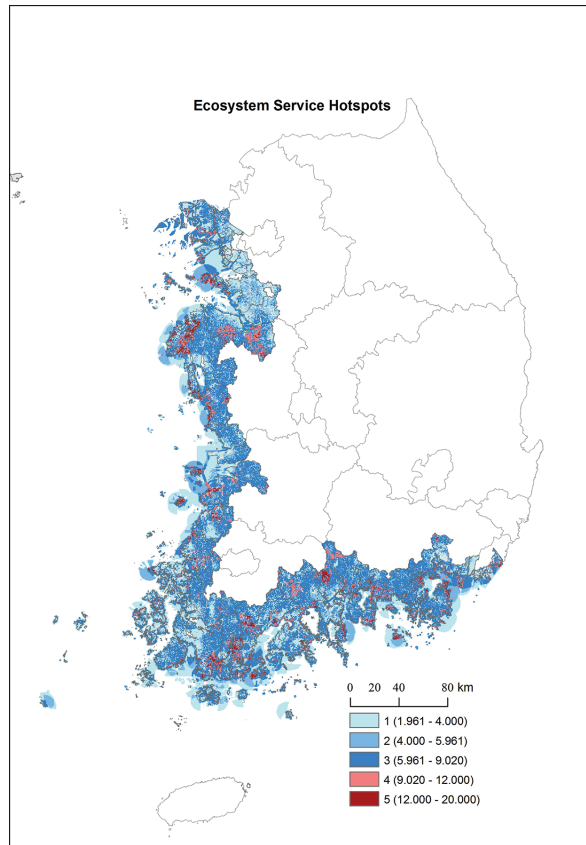 Ecosystem Service Hotspots
0 20 40 80 km
1 (1.961 - 4.000)
2 (4.000 - 5.961)
3 (5.961 - 9.020)
4 (9.020 - 12.000)
5 (12.000 - 20.000)